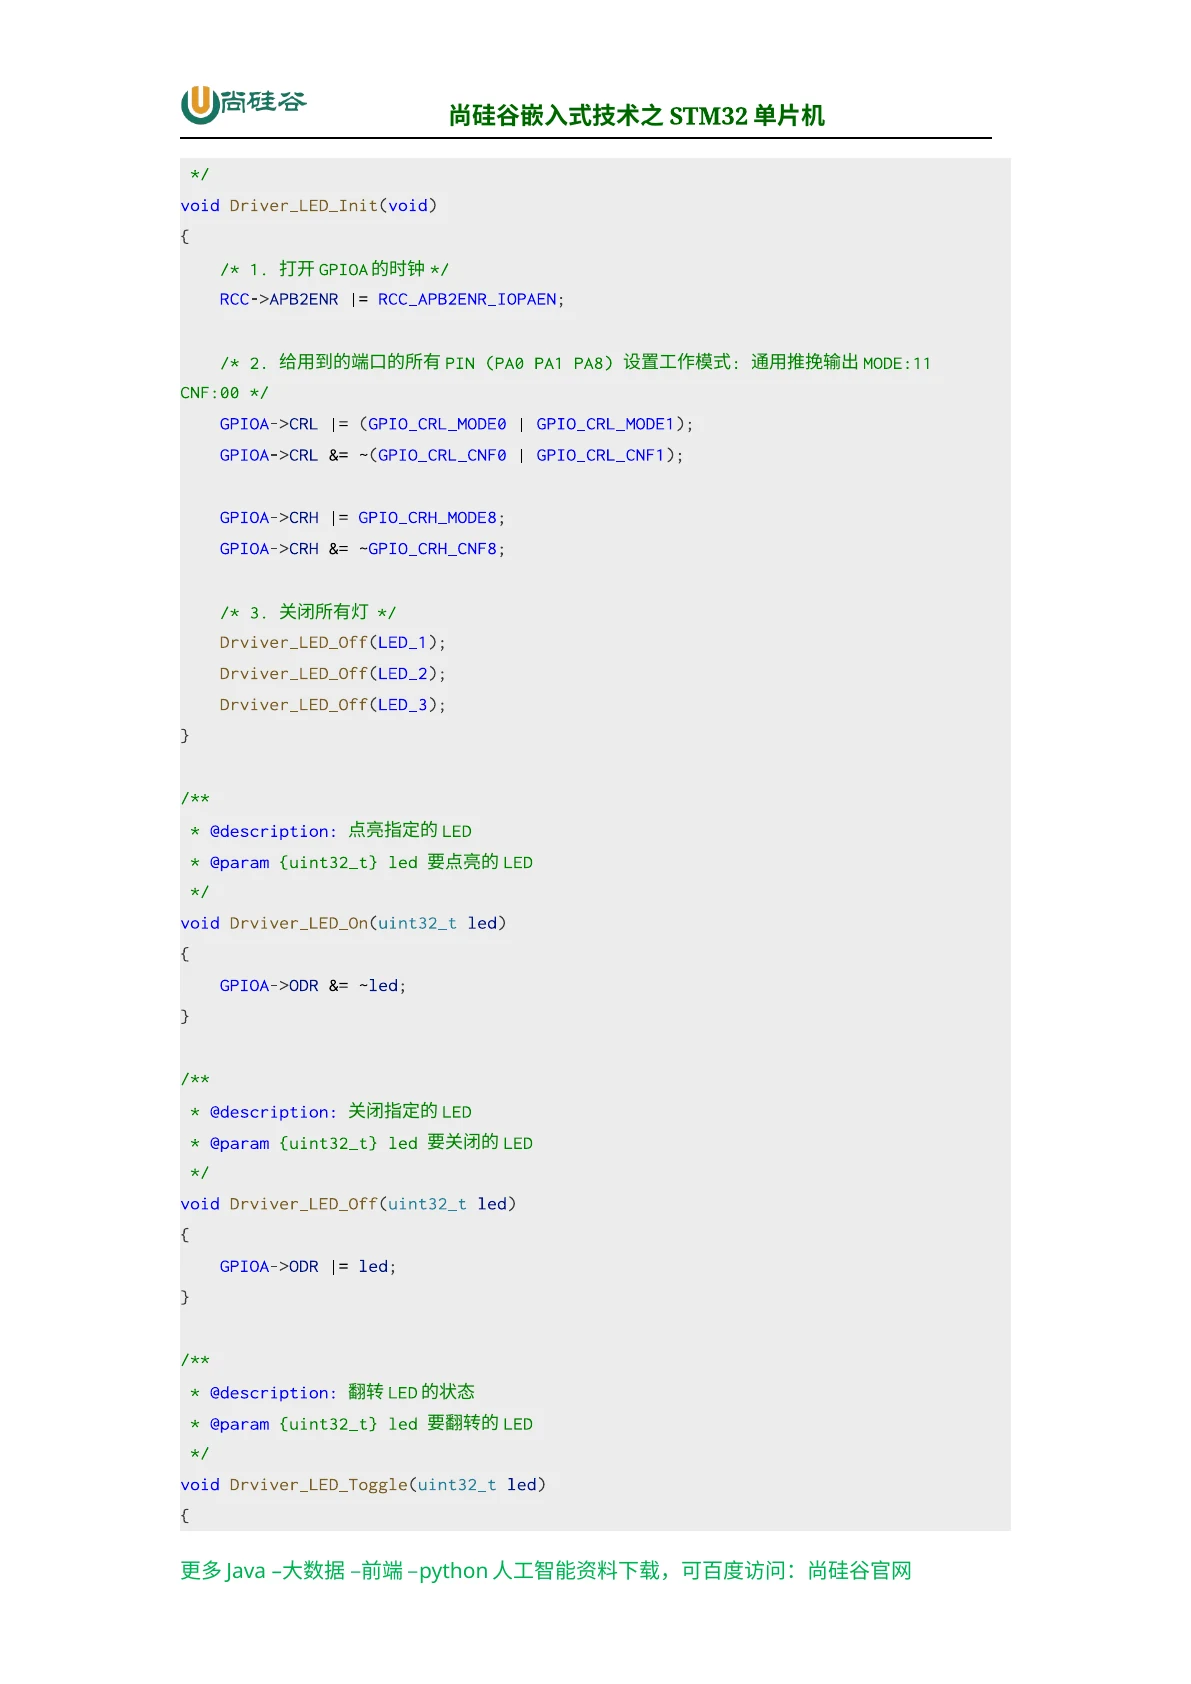 尚硅谷
尚硅谷嵌入式技术之 STM32 单片机
 */
void Driver_LED_Init(void)
{
    /* 1. 打开 GPIOA 的时钟 */
    RCC->APB2ENR |= RCC_APB2ENR_IOPAEN;

    /* 2. 给用到的端口的所有 PIN (PA0 PA1 PA8) 设置工作模式: 通用推挽输出 MODE:11
CNF:00 */
    GPIOA->CRL |= (GPIO_CRL_MODE0 | GPIO_CRL_MODE1);
    GPIOA->CRL &= ~(GPIO_CRL_CNF0 | GPIO_CRL_CNF1);

    GPIOA->CRH |= GPIO_CRH_MODE8;
    GPIOA->CRH &= ~GPIO_CRH_CNF8;

    /* 3. 关闭所有灯 */
    Drviver_LED_Off(LED_1);
    Drviver_LED_Off(LED_2);
    Drviver_LED_Off(LED_3);
}

/**
 * @description: 点亮指定的 LED
 * @param {uint32_t} led 要点亮的 LED
 */
void Drviver_LED_On(uint32_t led)
{
    GPIOA->ODR &= ~led;
}

/**
 * @description: 关闭指定的 LED
 * @param {uint32_t} led 要关闭的 LED
 */
void Drviver_LED_Off(uint32_t led)
{
    GPIOA->ODR |= led;
}

/**
 * @description: 翻转 LED 的状态
 * @param {uint32_t} led 要翻转的 LED
 */
void Drviver_LED_Toggle(uint32_t led)
{
更多 Java –大数据 –前端 –python 人工智能资料下载，可百度访问：尚硅谷官网